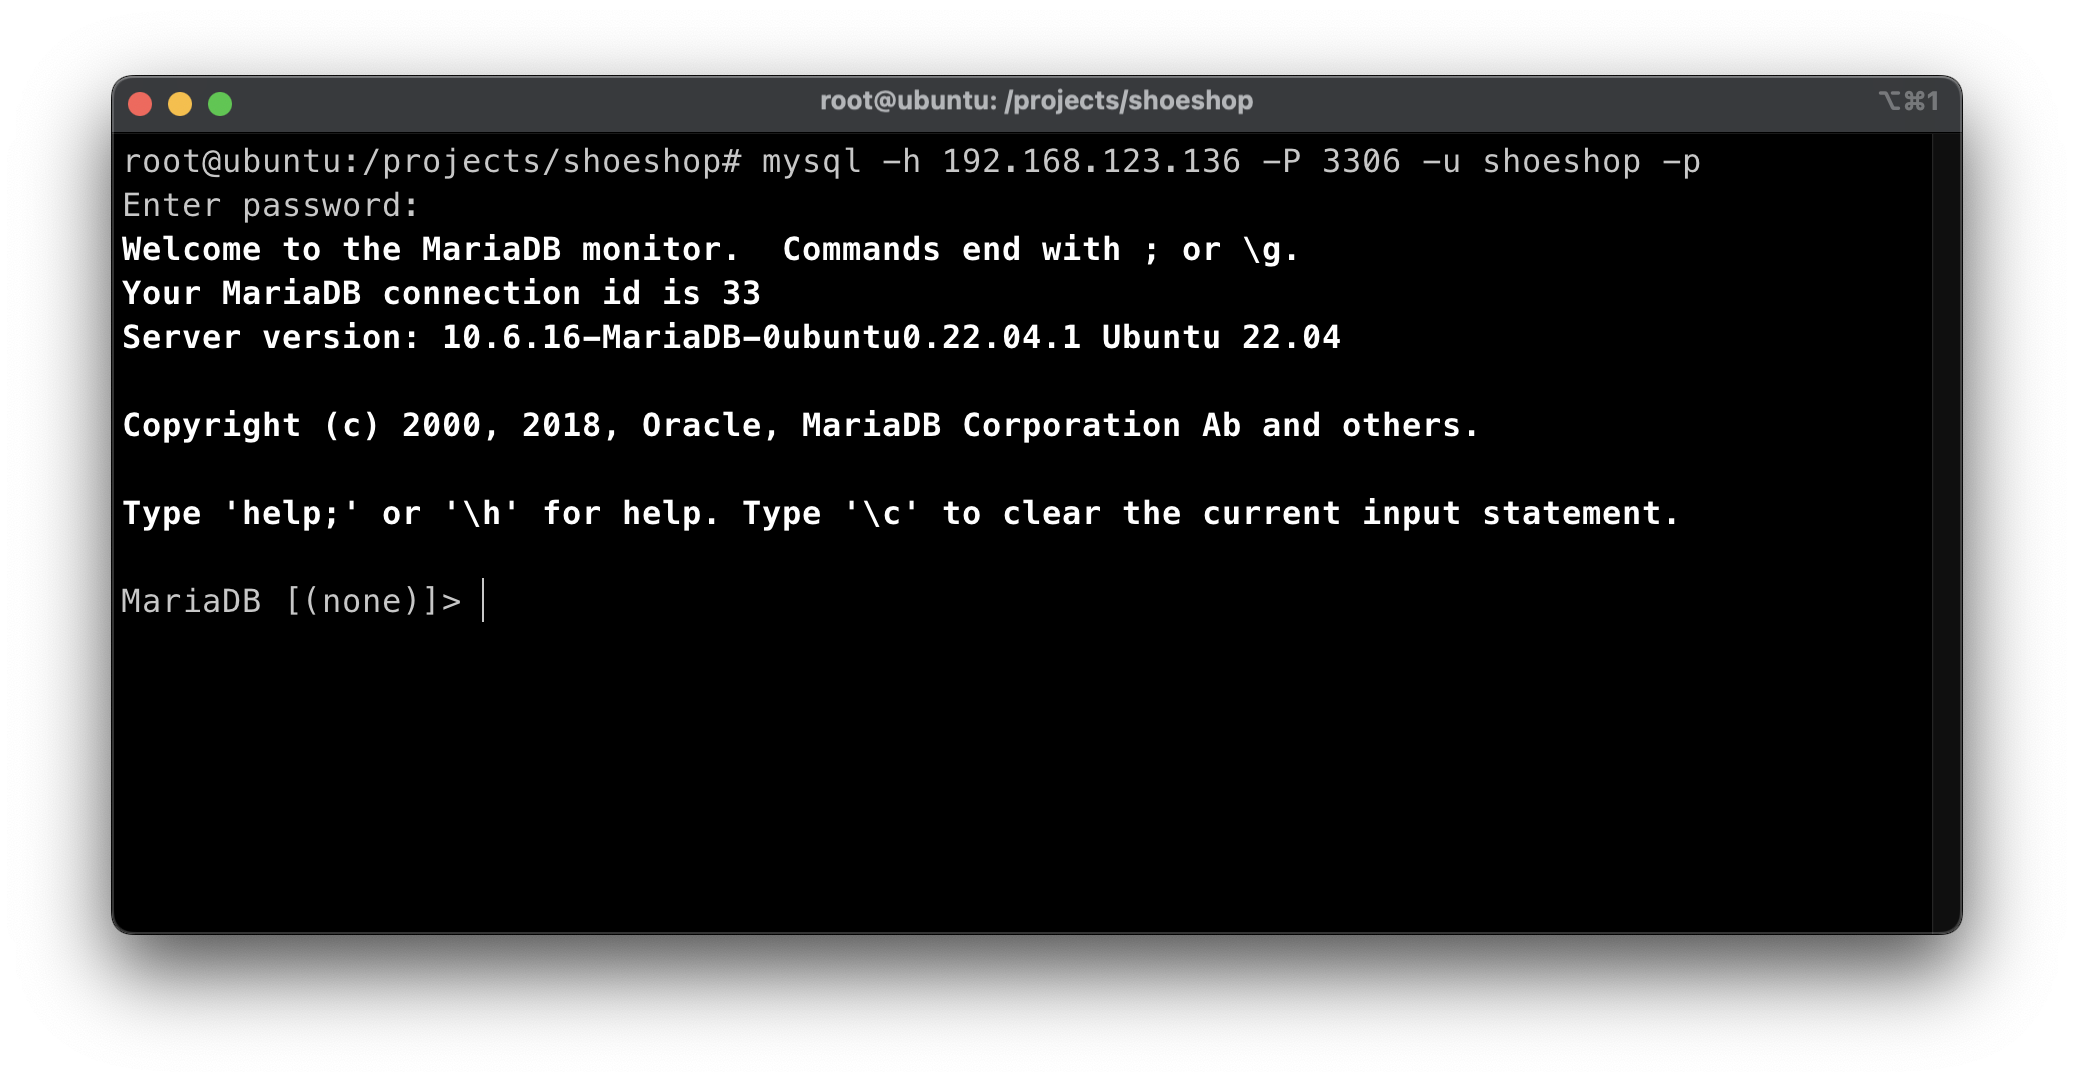 root@ubuntu: /projects/shoeshop
⌥⌘1
root@ubuntu:/projects/shoeshop# mysql -h 192.168.123.136 -P 3306 -u shoeshop -p
Enter password:
Welcome to the MariaDB monitor.  Commands end with ; or \g.
Your MariaDB connection id is 33
Server version: 10.6.16-MariaDB-0ubuntu0.22.04.1 Ubuntu 22.04
Copyright (c) 2000, 2018, Oracle, MariaDB Corporation Ab and others.
Type 'help;' or '\h' for help. Type '\c' to clear the current input statement.
MariaDB [(none)]>